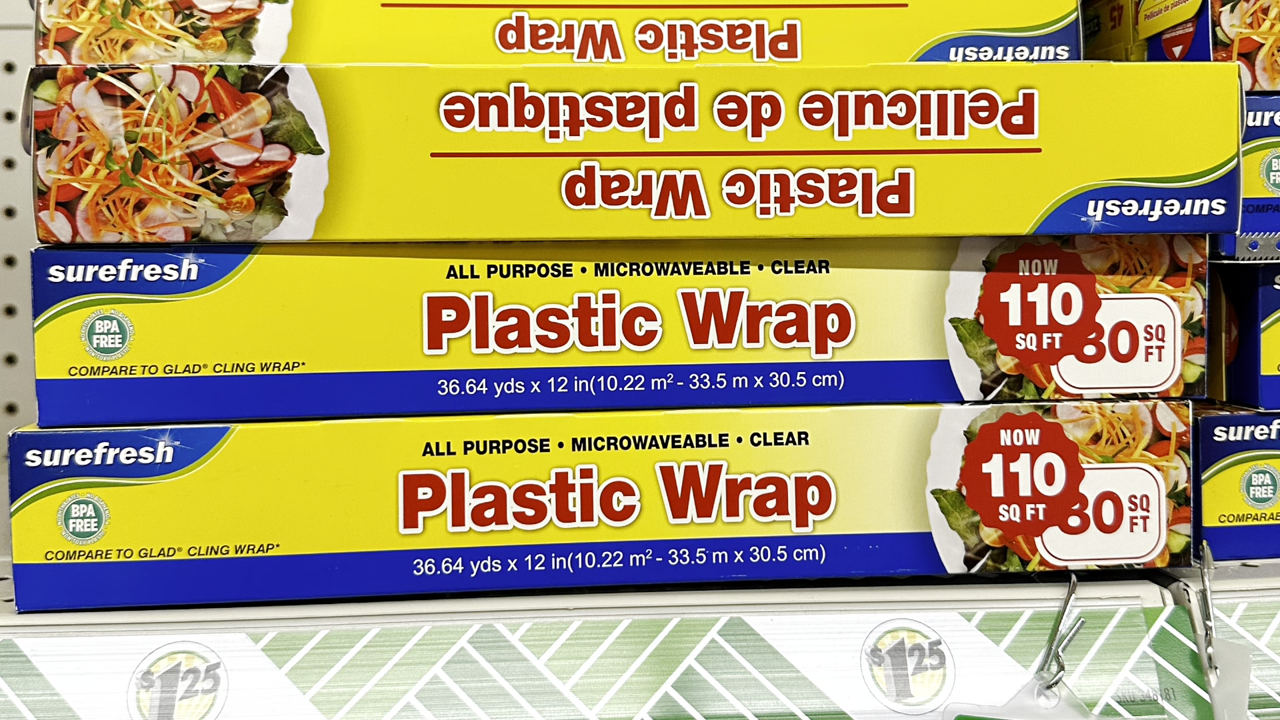 Plastic Wrap
surefresh
Pellicule de plastique
Plastic Wrap
surefresh
surefresh
ALL PURPOSE • MICROWAVEABLE • CLEAR
Plastic Wrap
BPA
FREE
COMPARE TO GLAD® CLING WRAP*
36.64 yds x 12 in(10.22 m² - 33.5 m x 30.5 cm)
NOW
110
SQ FT
80 SQ
FT
surefresh
ALL PURPOSE • MICROWAVEABLE • CLEAR
Plastic Wrap
BPA
FREE
COMPARE TO GLAD® CLING WRAP*
36.64 yds x 12 in(10.22 m² - 33.5 m x 30.5 cm)
NOW
110
SQ FT
80 SQ
FT
BPA
FREE
$1.25
$1.25